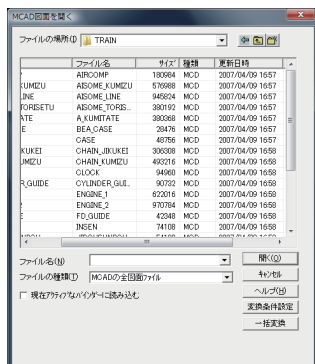 MCAD図面を開く
ファイルの場所(I) TRAIN
ファイル名 サイズ 種類 更新日時
AIRCOMP 180984 MCD 2007/04/09 16:57
KUMIZU AISOME_KUMIZU 576988 MCD 2007/04/09 16:57
INE AISOME_LINE 945824 MCD 2007/04/09 16:57
TORISETU AISOME_TORIS... 380192 MCD 2007/04/09 16:57
ATE A_KUMITATE 380368 MCD 2007/04/09 16:57
E BEA_CASE 28476 MCD 2007/04/09 16:57
CASE 48756 MCD 2007/04/09 16:57
IKUKEI CHAIN_JIKUKEI 306308 MCD 2007/04/09 16:58
UMIZU CHAIN_KUMIZU 493216 MCD 2007/04/09 16:58
CLOCK 94960 MCD 2007/04/09 16:58
R_GUIDE CYLINDER_GUI... 90732 MCD 2007/04/09 16:58
ENGINE_1 622016 MCD 2007/04/09 16:58
ENGINE_2 970784 MCD 2007/04/09 16:58
FD_GUIDE 42348 MCD 2007/04/09 16:58
INSEN 74108 MCD 2007/04/09 16:58
ファイル名(N) 開く(O)
ファイルの種類(T) MCADの全図面ファイル キャンセル
現在アクティブなバインダーに読み込む ヘルプ(H)
変換条件設定
一括変換